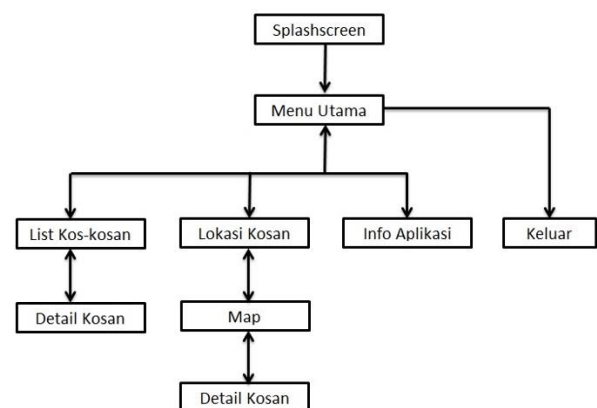 Splashscreen
Menu Utama
List Kos-kosan
Lokasi Kosan
Info Aplikasi
Keluar
Detail Kosan
Map
Detail Kosan